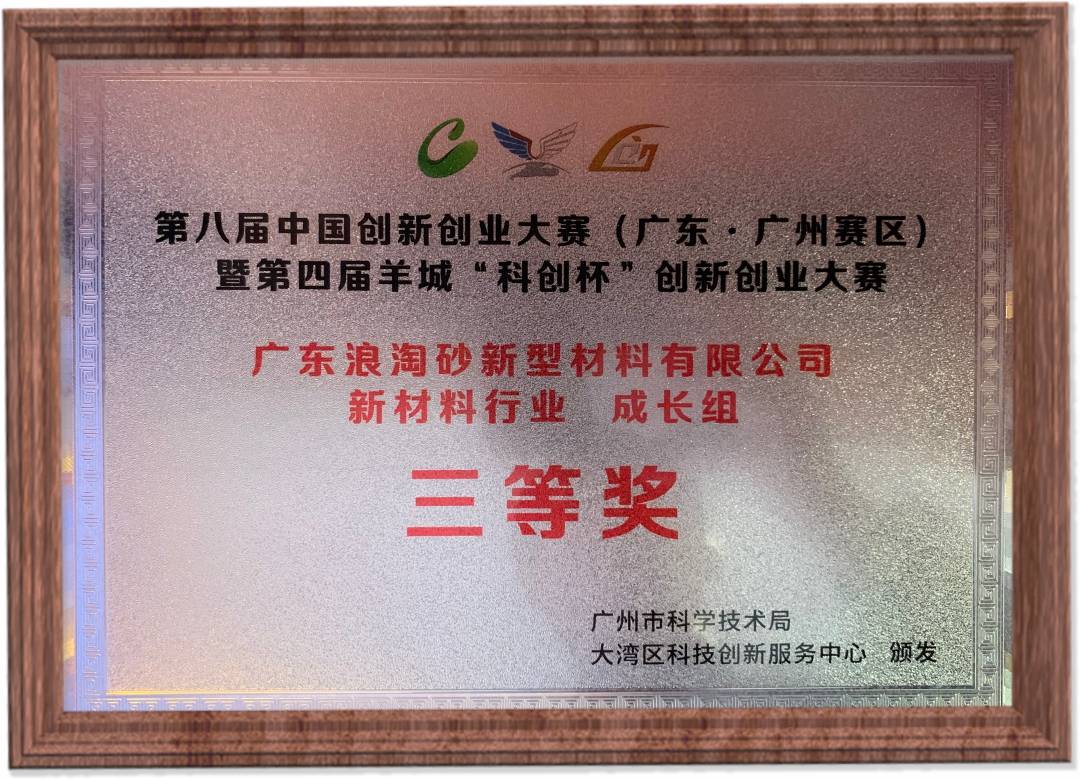 第八届中国创新创业大赛（广东·广州赛区）
暨第四届羊城“科创杯”创新创业大赛
广东浪淘砂新型材料有限公司
新材料行业 成长组
三等奖
广州市科学技术局
大湾区科技创新服务中心 颁发